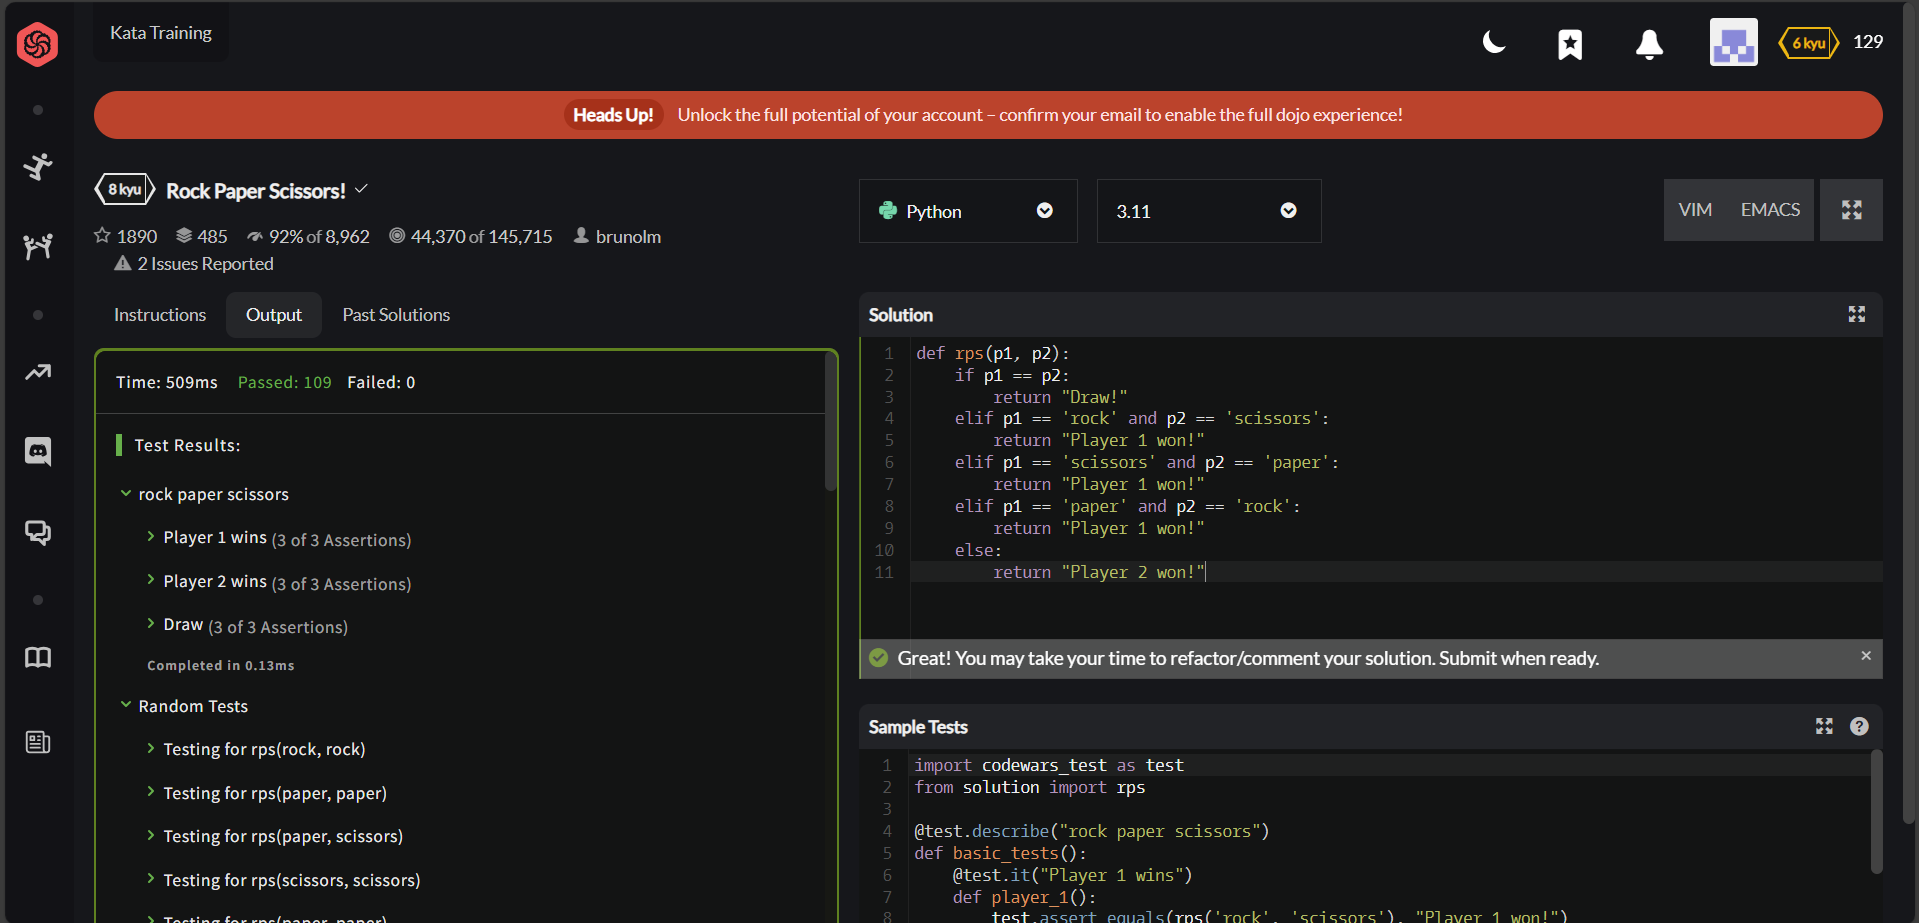 Kata Training
6 kyu 129
Heads Up! Unlock the full potential of your account – confirm your email to enable the full dojo experience!
8 kyu Rock Paper Scissors!
1890 485 92% of 8,962 44,370 of 145,715 brunolm
2 Issues Reported
Python 3.11 VIM EMACS
Instructions Output Past Solutions
Time: 509ms Passed: 109 Failed: 0
Test Results:
rock paper scissors
Player 1 wins (3 of 3 Assertions)
Player 2 wins (3 of 3 Assertions)
Draw (3 of 3 Assertions)
Completed in 0.13ms
Random Tests
Testing for rps(rock, rock)
Testing for rps(paper, paper)
Testing for rps(paper, scissors)
Testing for rps(scissors, scissors)
Testing for rps(paper, paper)
Solution
1 def rps(p1, p2):
2 if p1 == p2:
3 return "Draw!"
4 elif p1 == 'rock' and p2 == 'scissors':
5 return "Player 1 won!"
6 elif p1 == 'scissors' and p2 == 'paper':
7 return "Player 1 won!"
8 elif p1 == 'paper' and p2 == 'rock':
9 return "Player 1 won!"
10 else:
11 return "Player 2 won!"
Great! You may take your time to refactor/comment your solution. Submit when ready.
×
Sample Tests
1 import codewars_test as test
2 from solution import rps
3
4 @test.describe("rock paper scissors")
5 def basic_tests():
6 @test.it("Player 1 wins")
7 def player_1():
8 test.assert_equals(rps('rock', 'scissors'), "Player 1 won!")